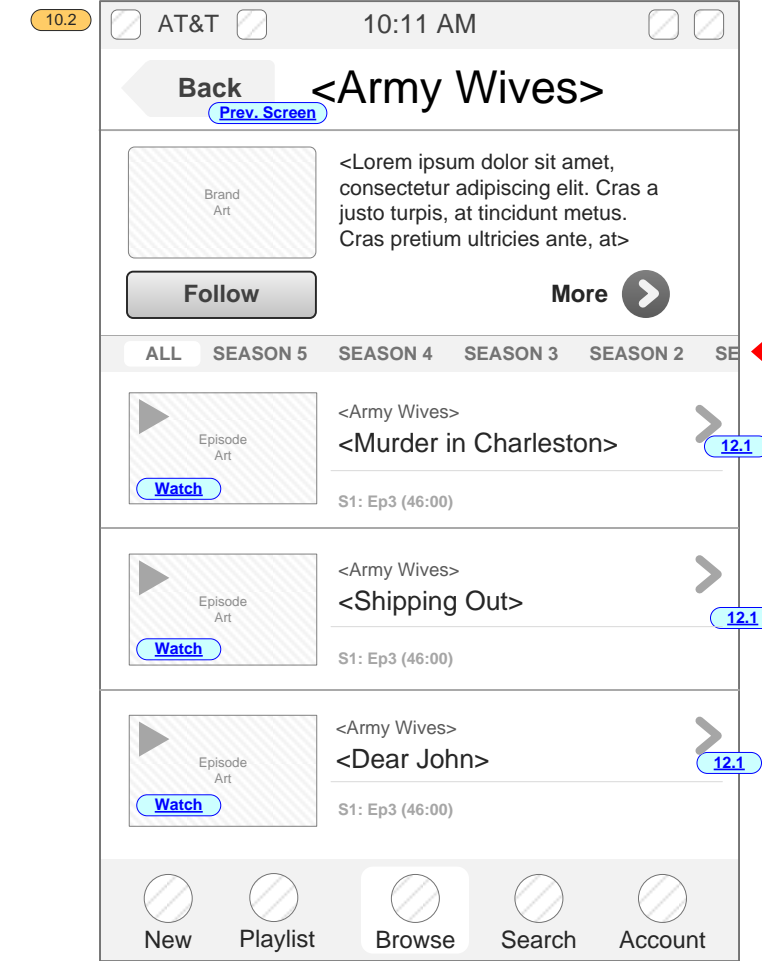 10.2
AT&T 10:11 AM
Back <Army Wives>
Prev. Screen
Brand
Art
<Lorem ipsum dolor sit amet,
consectetur adipiscing elit. Cras a
justo turpis, at tincidunt metus.
Cras pretium ultricies ante, at>
Follow More
ALL SEASON 5 SEASON 4 SEASON 3 SEASON 2 SE
Episode
Art
Watch
<Army Wives>
<Murder in Charleston>
12.1
S1: Ep3 (46:00)
Episode
Art
Watch
<Army Wives>
<Shipping Out>
12.1
S1: Ep3 (46:00)
Episode
Art
Watch
<Army Wives>
<Dear John>
12.1
S1: Ep3 (46:00)
New Playlist Browse Search Account